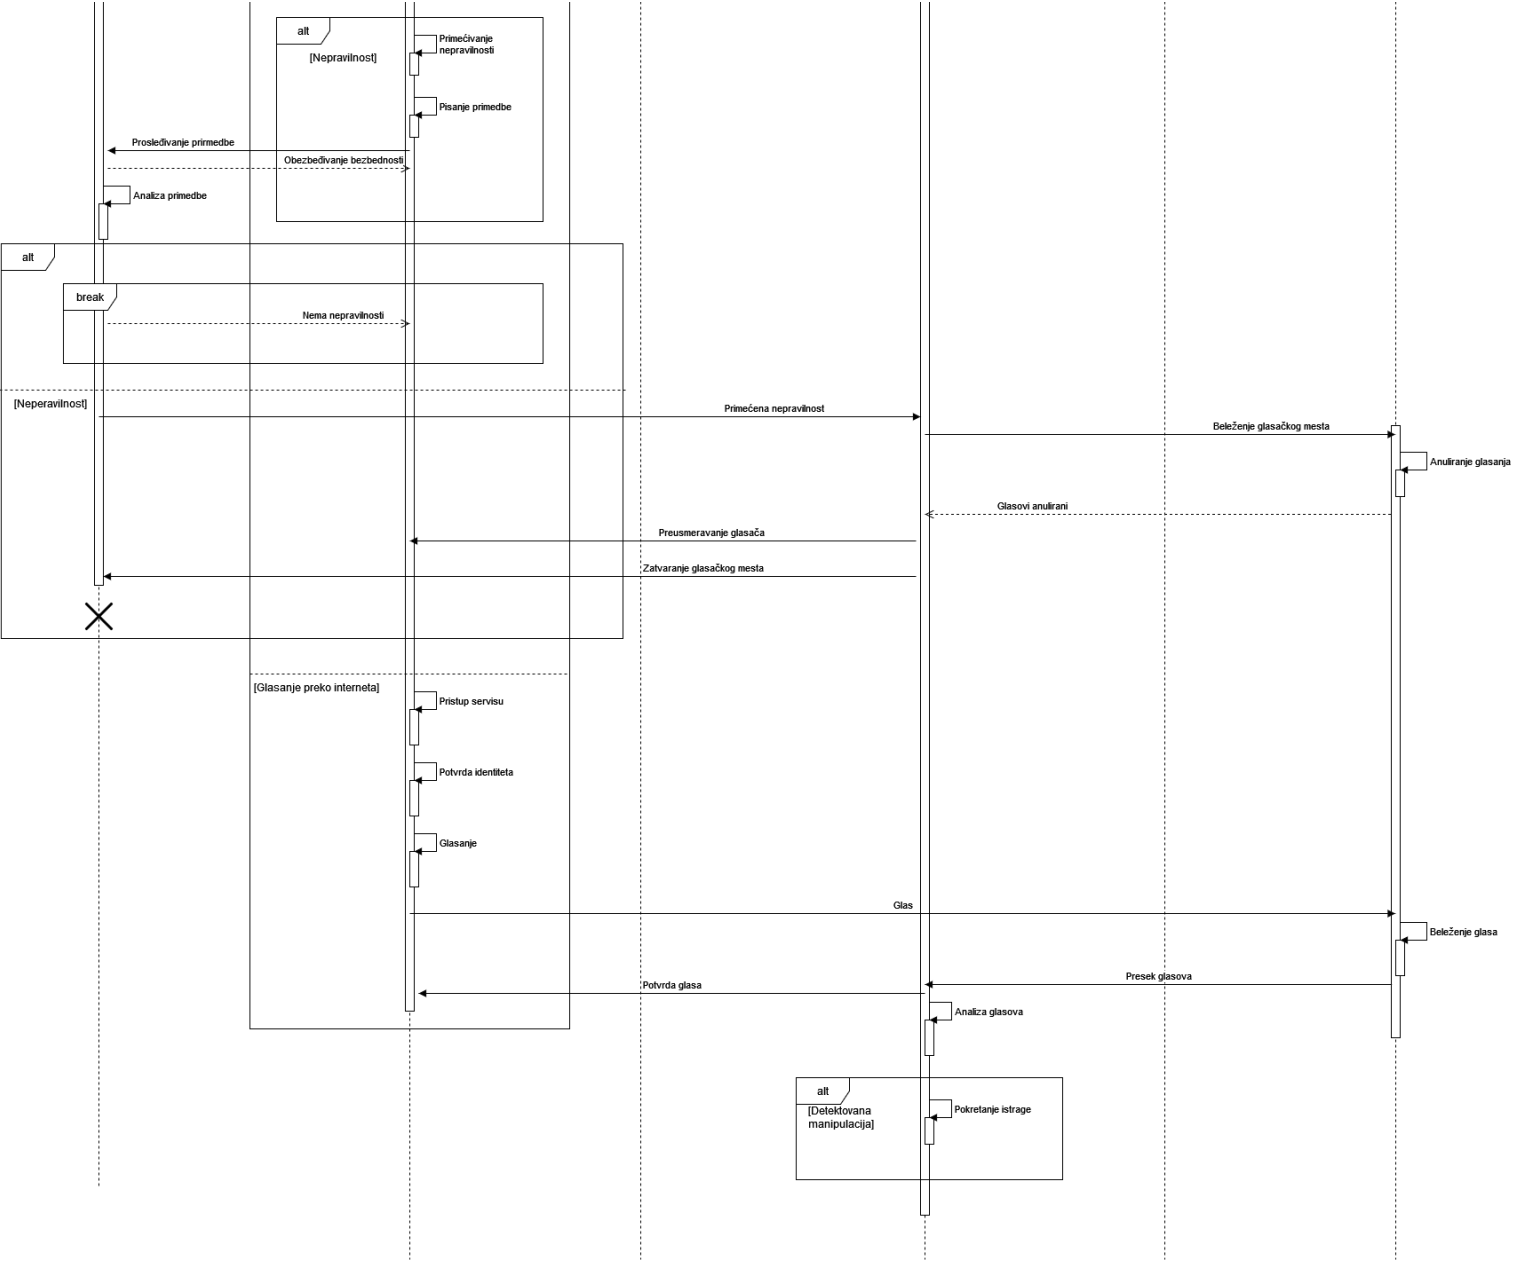 alt
Primećivanje
nepravilnosti
[Nepravilnost]
Pisanje primedbe
Prosleđivanje prirmedbe
Obezbeđivanje bezbednosti
Analiza primedbe
alt
break
Nema nepravilnosti
[Neperavilnost]
Primećena nepravilnost
Beleženje glasačkog mesta
Anuliranje glasanja
Glasovi anulirani
Preusmeravanje glasača
Zatvaranje glasačkog mesta
[Glasanje preko interneta]
Pristup servisu
Potvrda identiteta
Glasanje
Glas
Beleženje glasa
Presek glasova
Potvrda glasa
Analiza glasova
alt
[Detektovana
manipulacija]
Pokretanje istrage